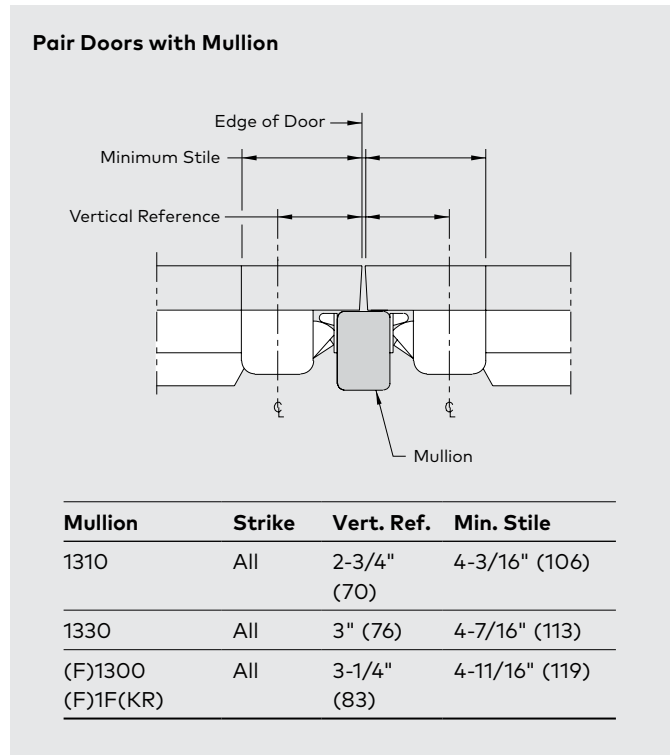 Pair Doors with Mullion
Edge of Door
Minimum Stile
Vertical Reference
℄ ℄
Mullion
Mullion Strike Vert. Ref. Min. Stile
1310 All 2-3/4" 4-3/16" (106)
(70)
1330 All 3" (76) 4-7/16" (113)
(F)1300 All 3-1/4" 4-11/16" (119)
(F)1F(KR) (83)